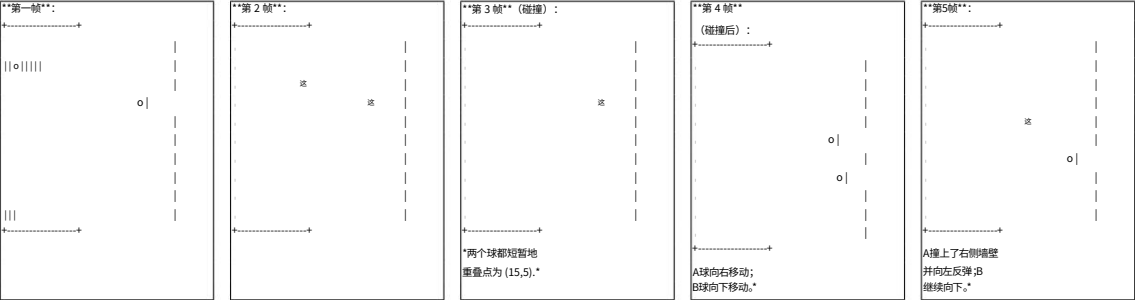 **第一帧**：
+--------------------+
|
||o|||||
|
|
o|
|
|
|
|
|
|||
|
+--------------------+
**第 2 帧**：
+--------------------+
|
|
这
|
这
|
|
|
|
|
|
|
+--------------------+
**第 3 帧**（碰撞）：
+--------------------+
|
|
|
这
|
|
|
|
|
|
|
+--------------------+
*两个球都短暂地
重叠点为 (15,5).*
**第 4 帧**
（碰撞后）：
+--------------------+
|
|
|
|
o|
|
o|
|
|
|
+--------------------+
A球向右移动；
B球向下移动。*
**第5帧**：
+--------------------+
|
|
|
|
这
|
|
o|
|
|
|
+--------------------+
A撞上了右侧墙壁
并向左反弹;B
继续向下。*